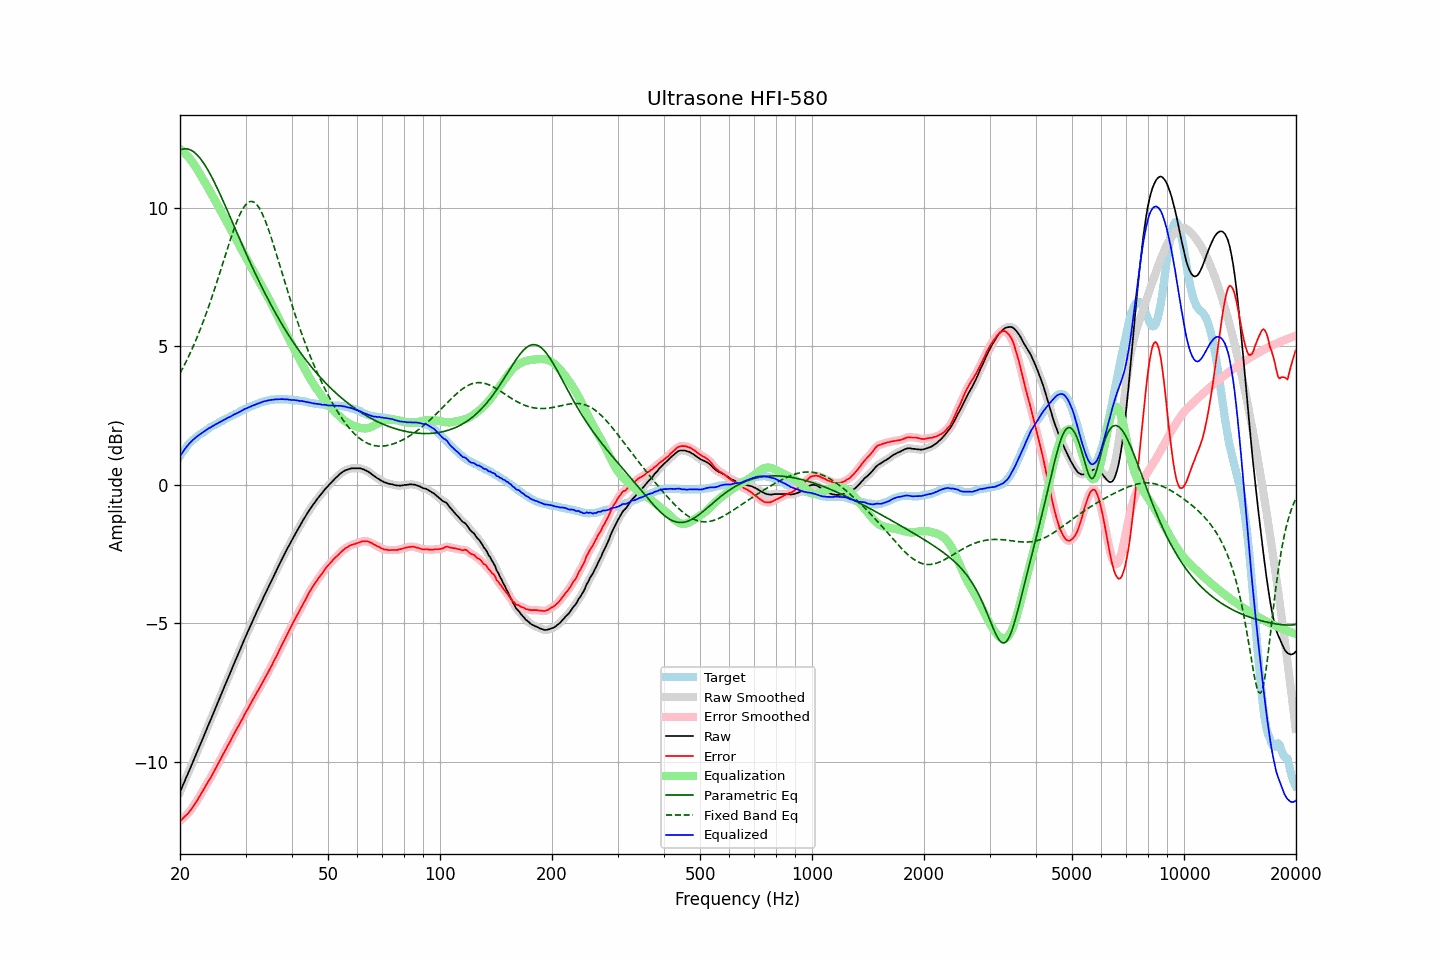 Ultrasone HFI-580
Amplitude (dBr)
10
5
0
−5
−10
20
50
100
200
500
1000
2000
5000
10000
20000
Frequency (Hz)
Target
Raw Smoothed
Error Smoothed
Raw
Error
Equalization
Parametric Eq
Fixed Band Eq
Equalized